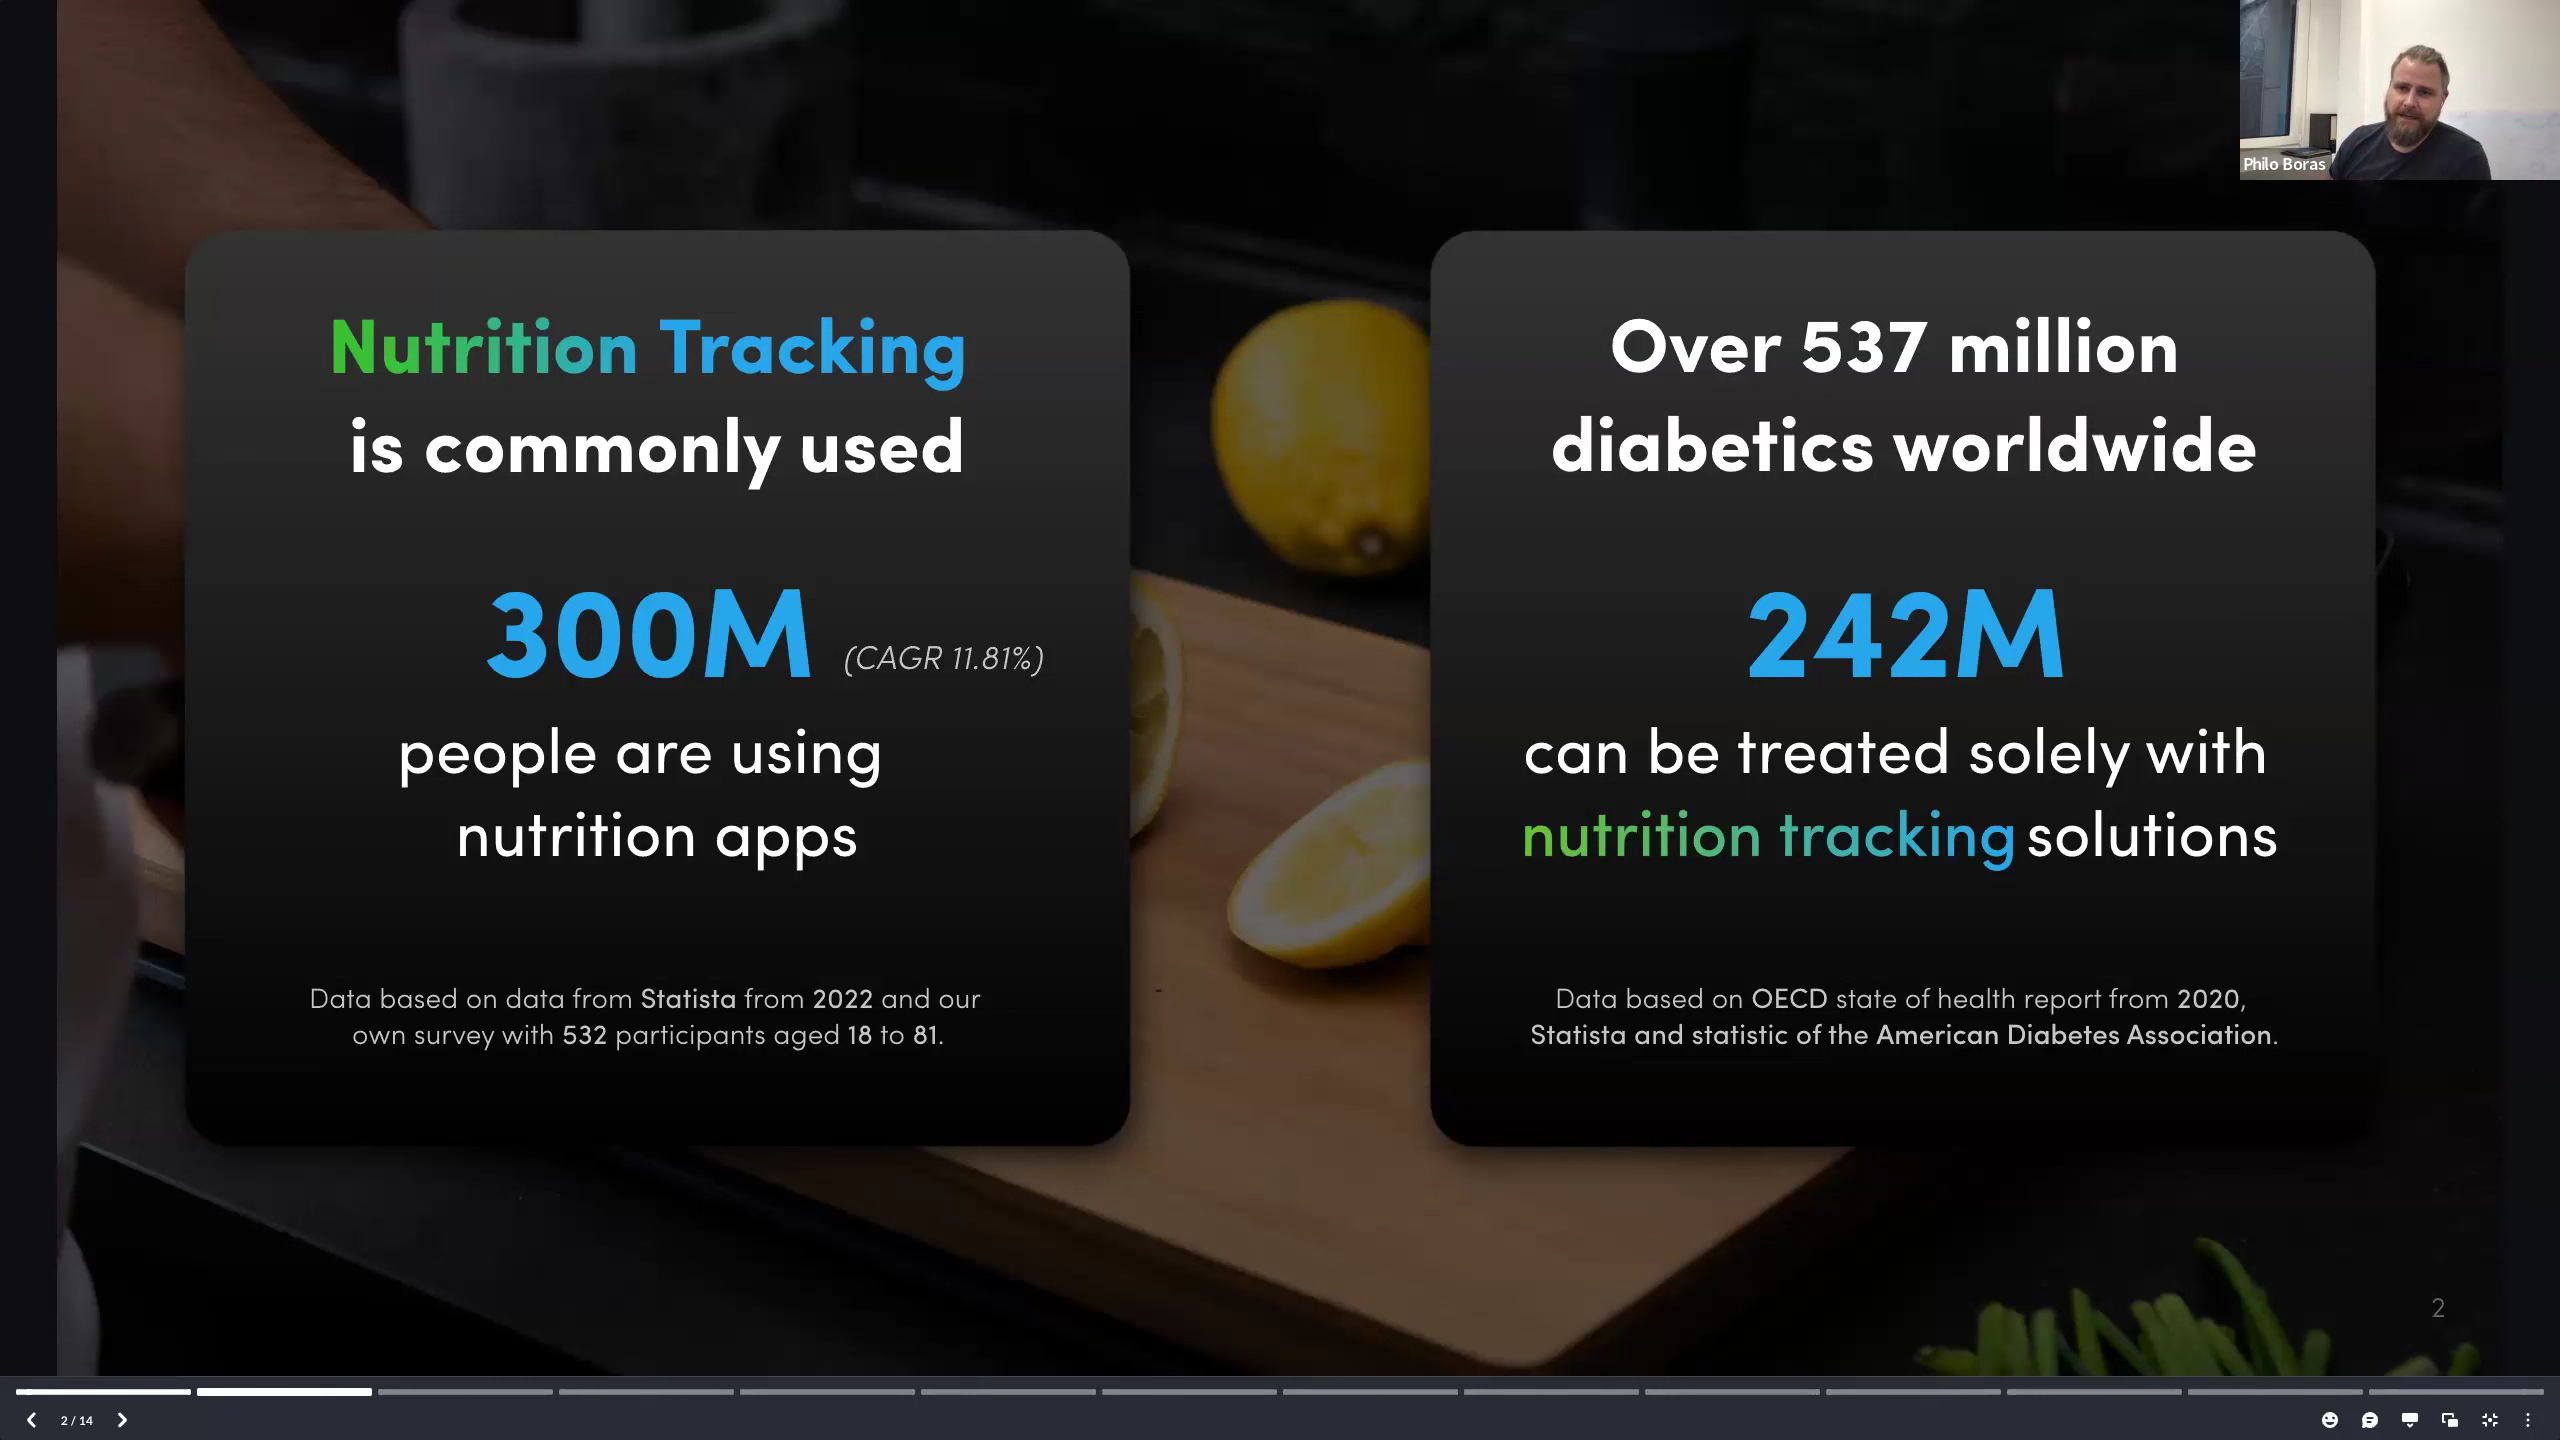 Philo Boras
Nutrition Tracking
is commonly used
300M (CAGR 11.81%)
people are using
nutrition apps
Data based on data from Statista from 2022 and our
own survey with 532 participants aged 18 to 81.
Over 537 million
diabetics worldwide
242M
can be treated solely with
nutrition tracking solutions
Data based on OECD state of health report from 2020,
Statista and statistic of the American Diabetes Association.
2
2 / 14